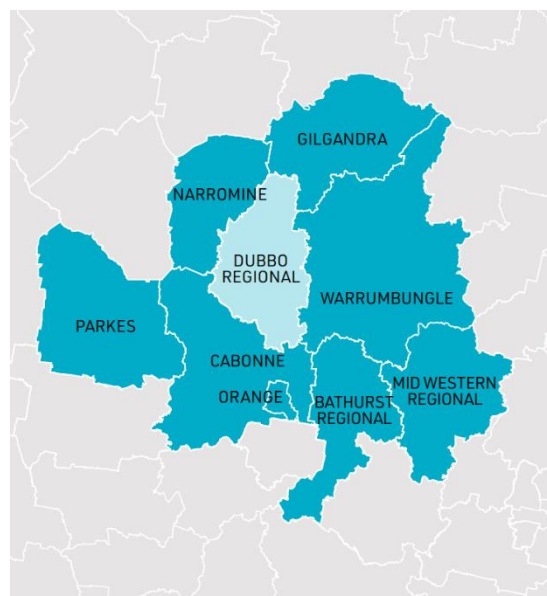 GILGANDRA
NARROMINE
DUBBO
REGIONAL
WARRUMBUNGLE
PARKES
CABONNE
ORANGE
MID WESTERN
REGIONAL
BATHURST
REGIONAL